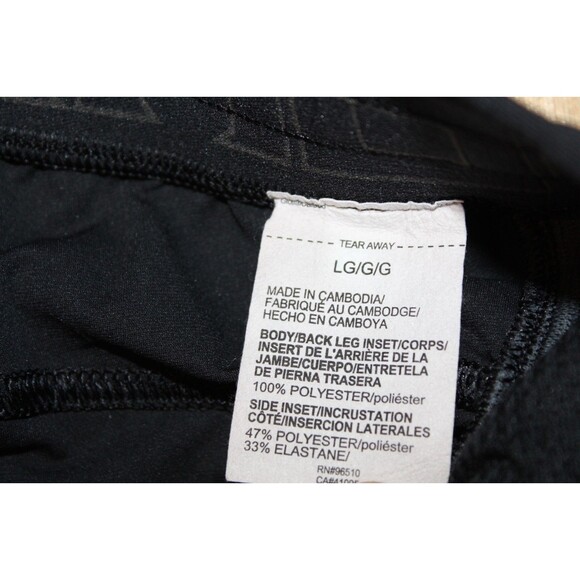 TEAR AWAY
LG/G/G
MADE IN CAMBODIA/
FABRIQUÉ AU CAMBODGE/
HECHO EN CAMBOYA
BODY/BACK LEG INSET/CORPS/
INSERT DE L'ARRIÈRE DE LA
JAMBE/CUERPO/ENTRETELA
DE PIERNA TRASERA
100% POLYESTER/poliéster
SIDE INSET/INCRUSTATION
CÔTÉ/INSERCION LATERALES
47% POLYESTER/poliéster
33% ELASTANE/
RN#96510